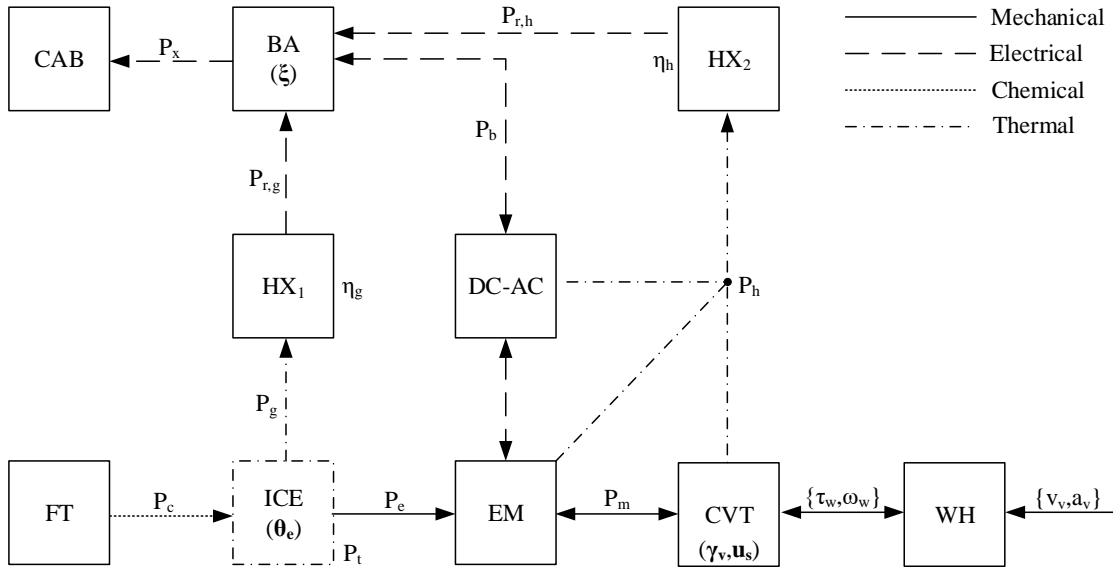 P_r,h
Mechanical
CAB
P_x
BA
(ξ)
η_h
HX_2
Electrical
Chemical
P_b
Thermal
P_r,g
HX_1
η_g
DC-AC
P_h
P_g
FT
P_c
ICE
(θ_e)
P_t
P_e
EM
P_m
CVT
(γ_v,u_s)
{τ_w,ω_w}
WH
{v_v,a_v}